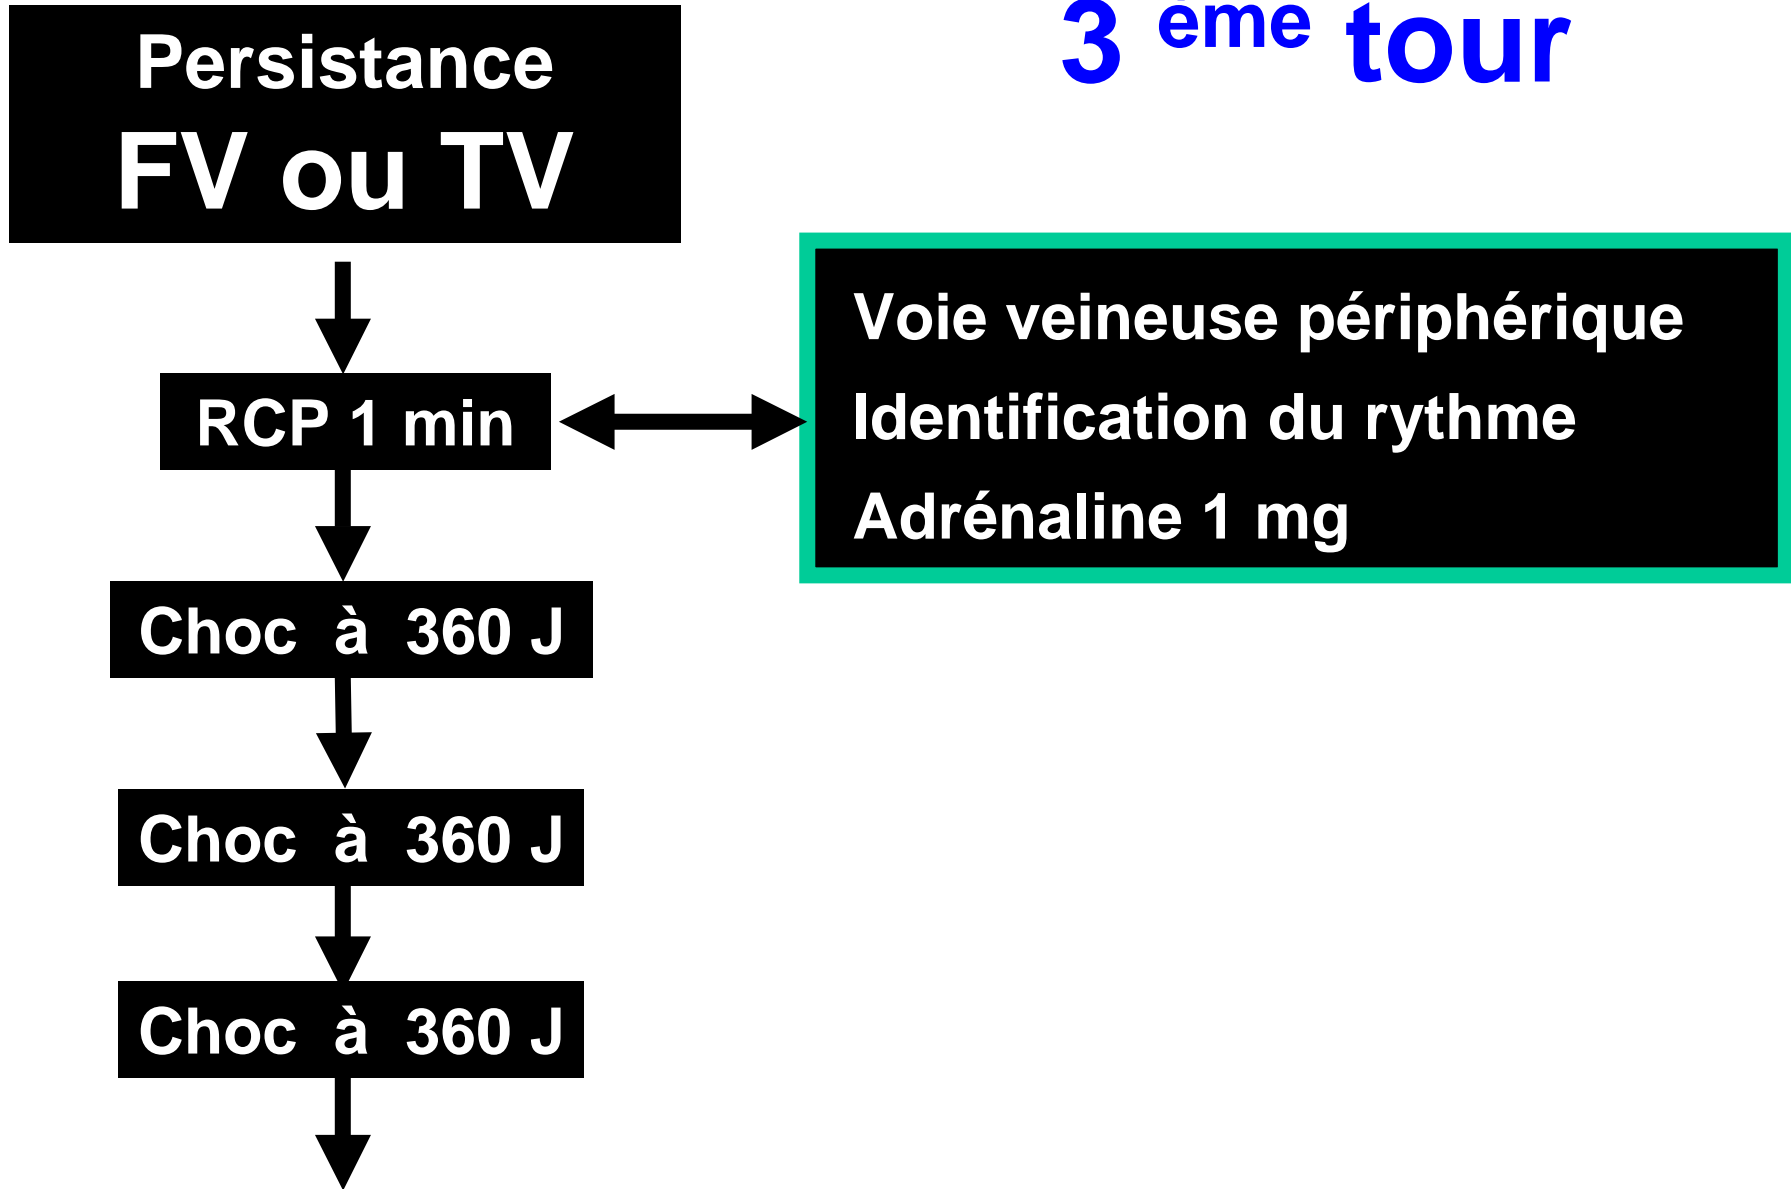 3 ème tour
Persistance
FV ou TV
RCP 1 min
Voie veineuse périphérique
Identification du rythme
Adrénaline 1 mg
Choc à 360 J
Choc à 360 J
Choc à 360 J